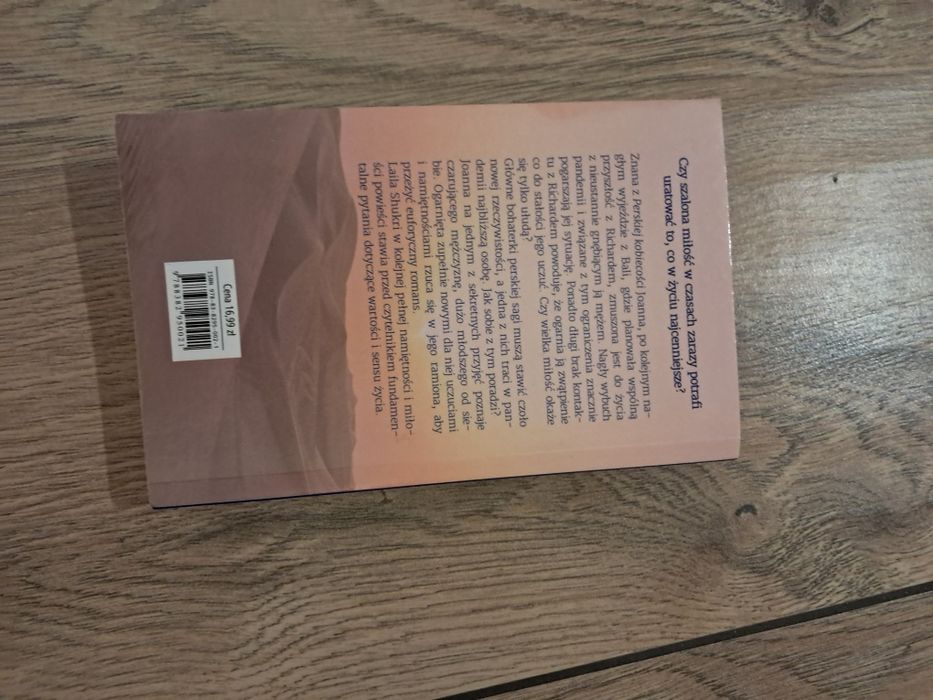 Czy szalona miłość w czasach zarazy potrafi
uratować to, co w życiu najcenniejsze?
Znana z Perskiej kobiecości Joanna, po kolejnym na-
głym wyjeździe z Bali, gdzie planowała wspólną
przyszłość z Richardem, zmuszona jest do życia
z nieustannie gnębiącym ją mężem. Nagły wybuch
pandemii i związane z tym ograniczenia znacznie
pogarszają jej sytuację. Ponadto długi brak kontak-
tu z Richardem powoduje, że ogarnia ją zwątpienie
co do stałości jego uczuć. Czy wielka miłość okaże
się tylko ułudą?
Główne bohaterki perskiej sagi muszą stawić czoło
nowej rzeczywistości, a jedna z nich traci w pan-
demii najbliższą osobę. Jak sobie z tym poradzi?
Joanna na jednym z sekretnych przyjęć poznaje
czarującego mężczyznę, dużo młodszego od sie-
bie. Ogarnięta zupełnie nowymi dla niej uczuciami
i namiętnościami rzuca się w jego ramiona, aby
przeżyć euforyczny romans.
Laila Shukri w kolejnej pełnej namiętności i miło-
ści powieści stawia przed czytelnikiem fundamen-
talne pytania dotyczące wartości i sensu życia.
Cena 16,99 zł
ISBN 978-83-8295-002-1
9788382950021